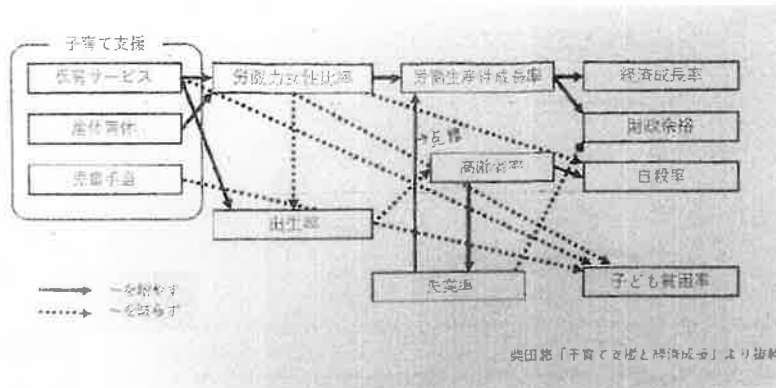 子育て支援
保育サービス
労働力女性比率
労働生産性成長率
経済成長率
産休育休
財政余裕
高齢者率
自殺率
児童手当
出生率
失業率
子ども貧困率
〜を増やす
〜を減らす
柴田悠「子育て支援と経済成長」より抜粋